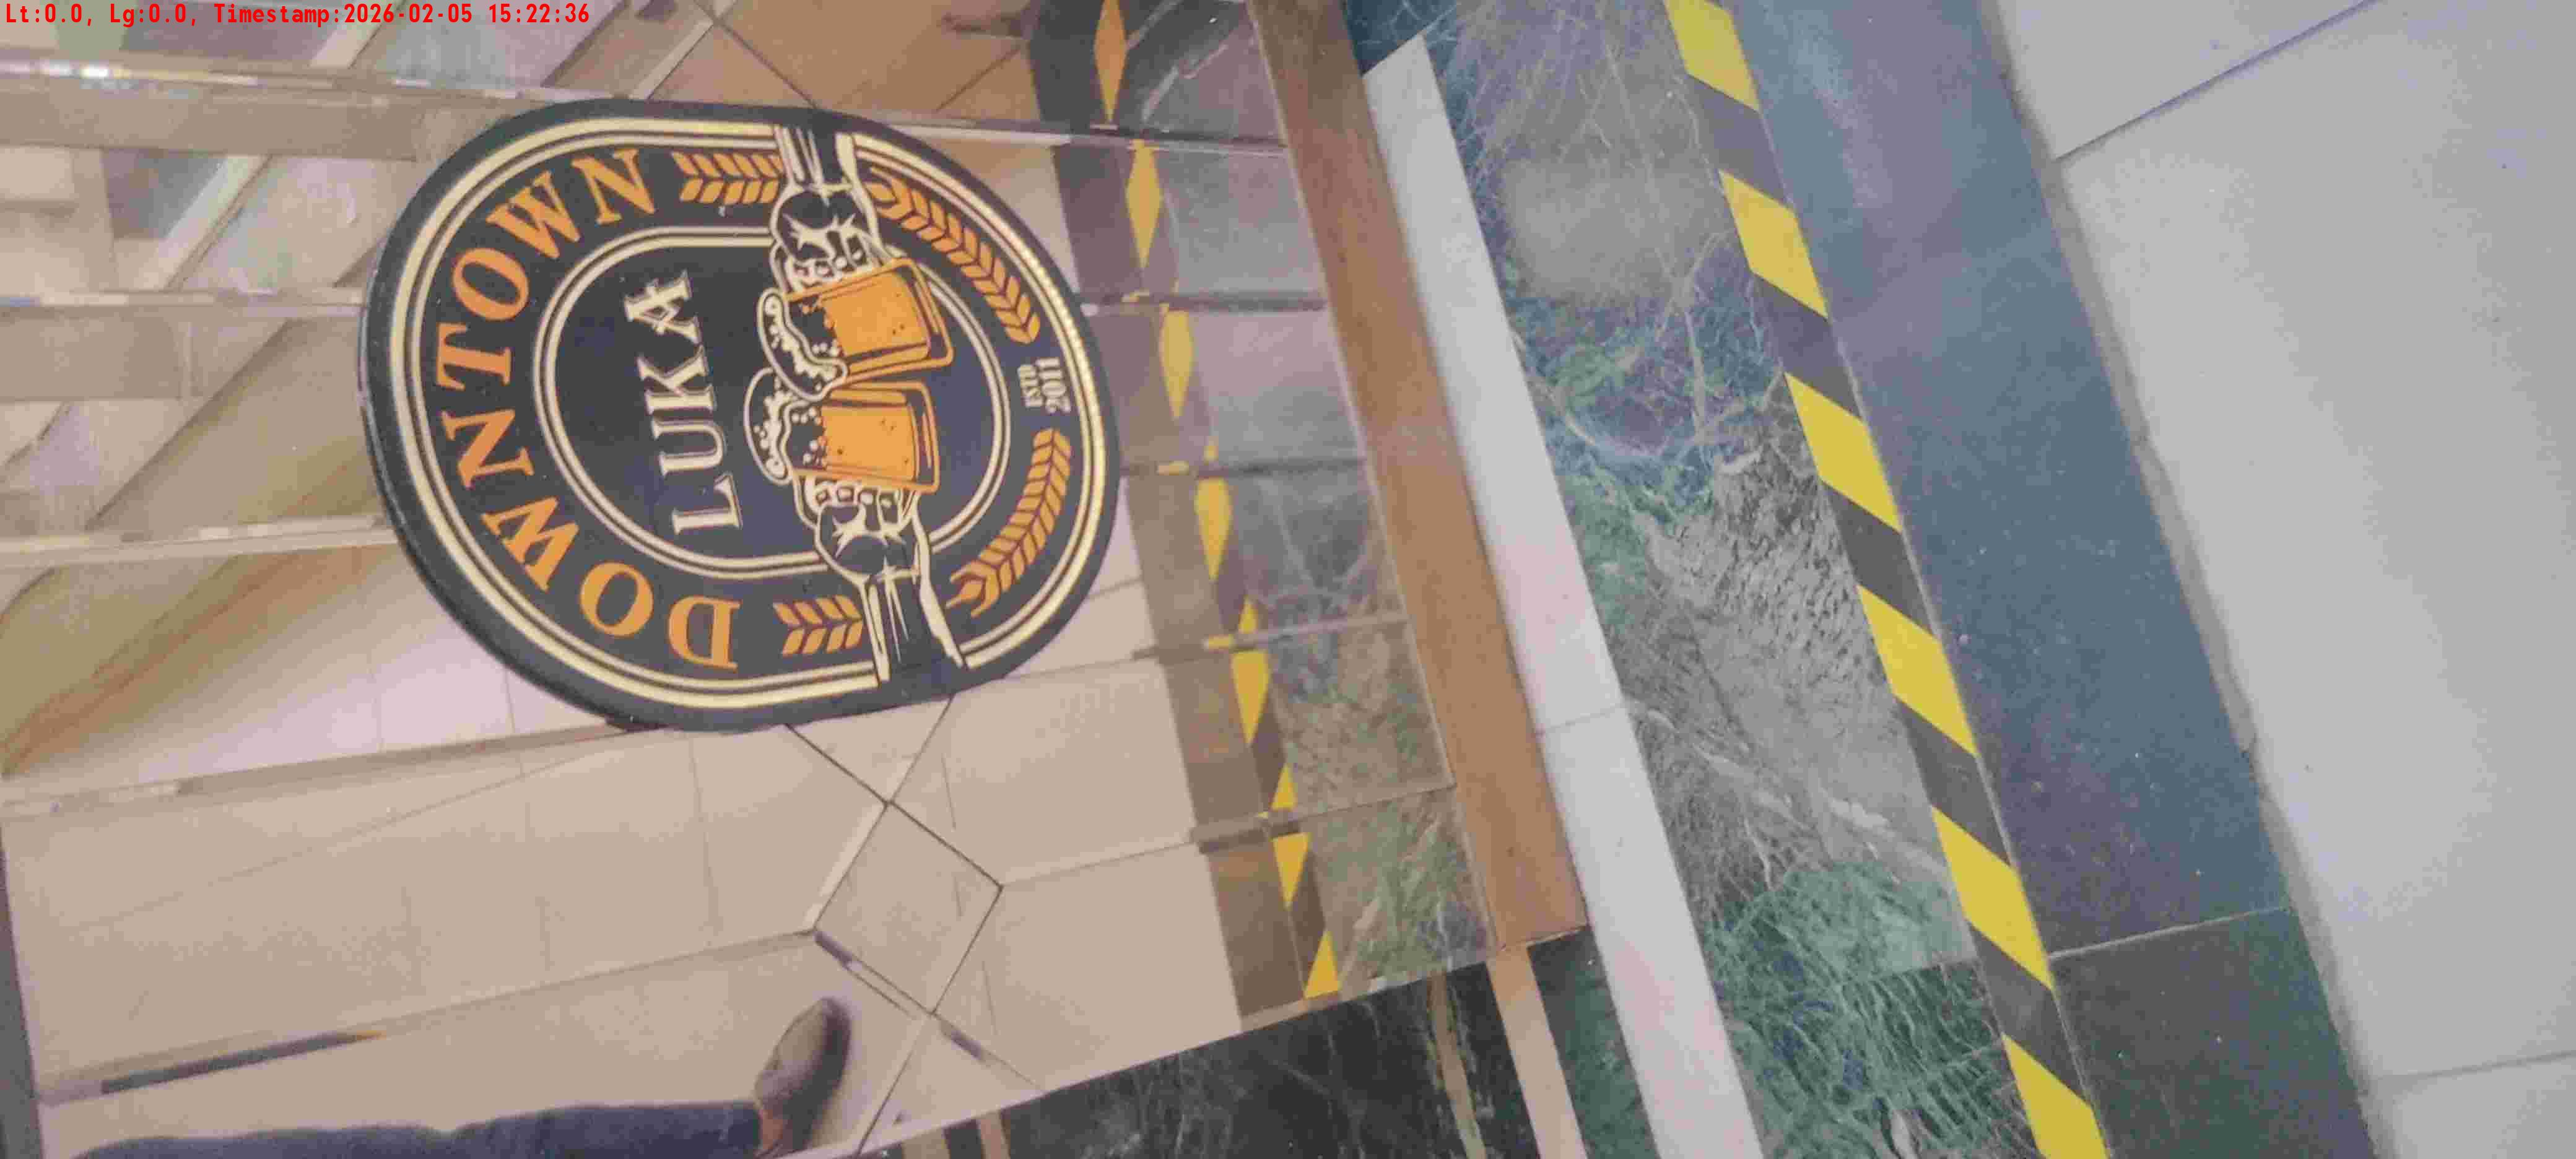 Lt:0.0, Lg:0.0, Timestamp:2026-02-05 15:22:36
DOWNTOWN
LUKA
ESTD
2011